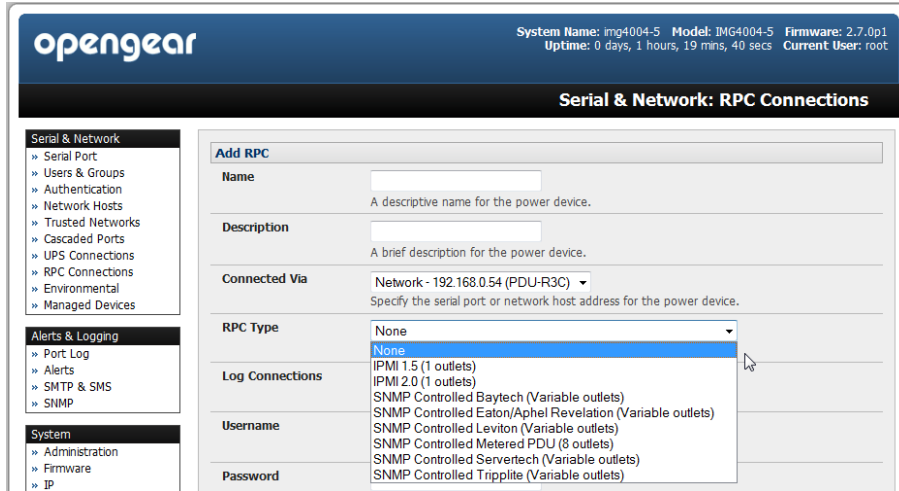 opengear
System Name: img4004-5 Model: IMG4004-5 Firmware: 2.7.0p1
Uptime: 0 days, 1 hours, 19 mins, 40 secs Current User: root
Serial & Network: RPC Connections
Serial & Network
» Serial Port
» Users & Groups
» Authentication
» Network Hosts
» Trusted Networks
» Cascaded Ports
» UPS Connections
» RPC Connections
» Environmental
» Managed Devices
Alerts & Logging
» Port Log
» Alerts
» SMTP & SMS
» SNMP
System
» Administration
» Firmware
» IP
Add RPC
Name
A descriptive name for the power device.
Description
A brief description for the power device.
Connected Via
Network - 192.168.0.54 (PDU-R3C)
Specify the serial port or network host address for the power device.
RPC Type
None
None
IPMI 1.5 (1 outlets)
IPMI 2.0 (1 outlets)
SNMP Controlled Baytech (Variable outlets)
SNMP Controlled Eaton/Aphel Revelation (Variable outlets)
SNMP Controlled Leviton (Variable outlets)
SNMP Controlled Metered PDU (8 outlets)
SNMP Controlled Servertech (Variable outlets)
SNMP Controlled Tripplite (Variable outlets)
Log Connections
Username
Password